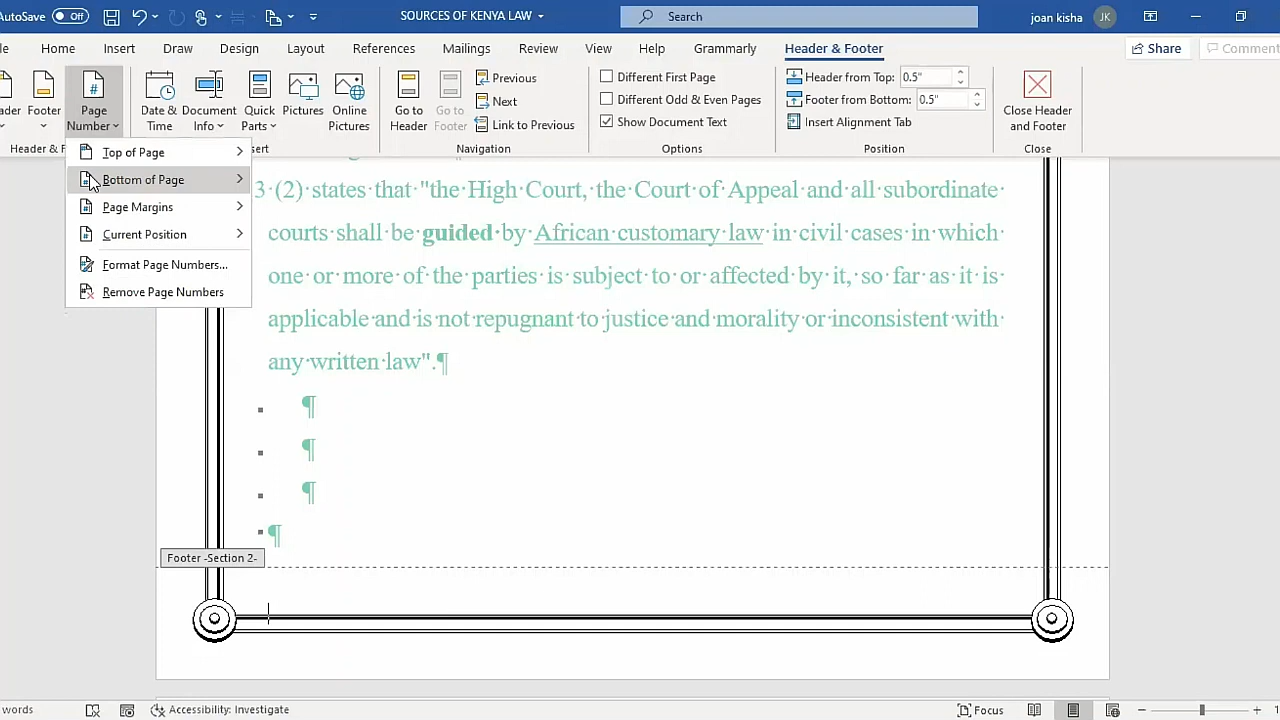 AutoSave Off SOURCES OF KENYA LAW Search joan kisha JK
le Home Insert Draw Design Layout References Mailings Review View Help Grammarly Header & Footer Share Comment
ader Footer Page Number Date & Time Document Info Quick Parts Pictures Online Pictures Go to Header Go to Footer Previous Next Link to Previous Different First Page Different Odd & Even Pages Show Document Text Header from Top: 0.5" Footer from Bottom: 0.5" Insert Alignment Tab Close Header and Footer
Header & F sert Navigation Options Position Close
Top of Page
Bottom of Page
Page Margins
Current Position
Format Page Numbers...
Remove Page Numbers
3·(2)·states·that·"the·High·Court,·the·Court·of·Appeal·and·all·subordinate·
courts·shall·be·guided·by·African·customary·law·in·civil·cases·in·which·
one·or·more·of·the·parties·is·subject·to·or·affected·by·it,·so·far·as·it·is·
applicable·and·is·not·repugnant·to·justice·and·morality·or·inconsistent·with·
any·written·law".¶
¶
¶
¶
¶
Footer -Section 2-
words Accessibility: Investigate Focus 1